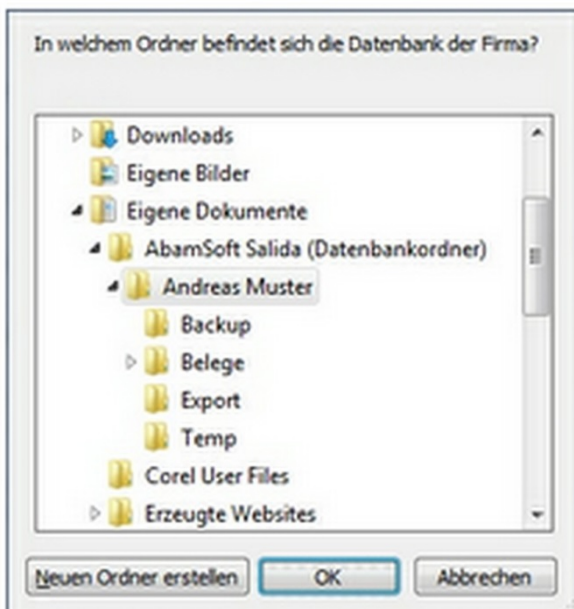 In welchem Ordner befindet sich die Datenbank der Firma?
Downloads
Eigene Bilder
Eigene Dokumente
AbamSoft Salida (Datenbankordner)
Andreas Muster
Backup
Belege
Export
Temp
Corel User Files
Erzeugte Websites
Neuen Ordner erstellen
OK
Abbrechen